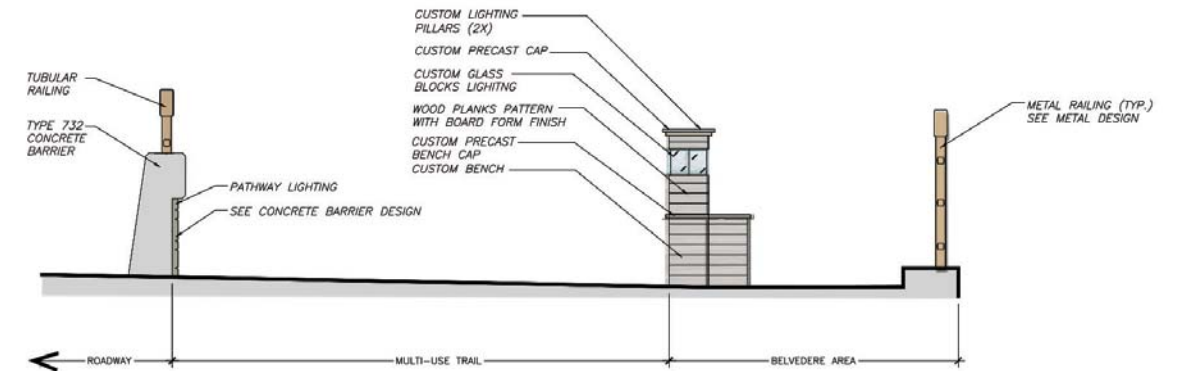 CUSTOM LIGHTING
PILLARS (2X)
CUSTOM PRECAST CAP
CUSTOM GLASS
BLOCKS LIGHITNG
WOOD PLANKS PATTERN
WITH BOARD FORM FINISH
CUSTOM PRECAST
BENCH CAP
CUSTOM BENCH
TUBULAR
RAILING
TYPE 732
CONCRETE
BARRIER
PATHWAY LIGHTING
SEE CONCRETE BARRIER DESIGN
METAL RAILING (TYP.)
SEE METAL DESIGN
ROADWAY
MULTI-USE TRAIL
BELVEDERE AREA